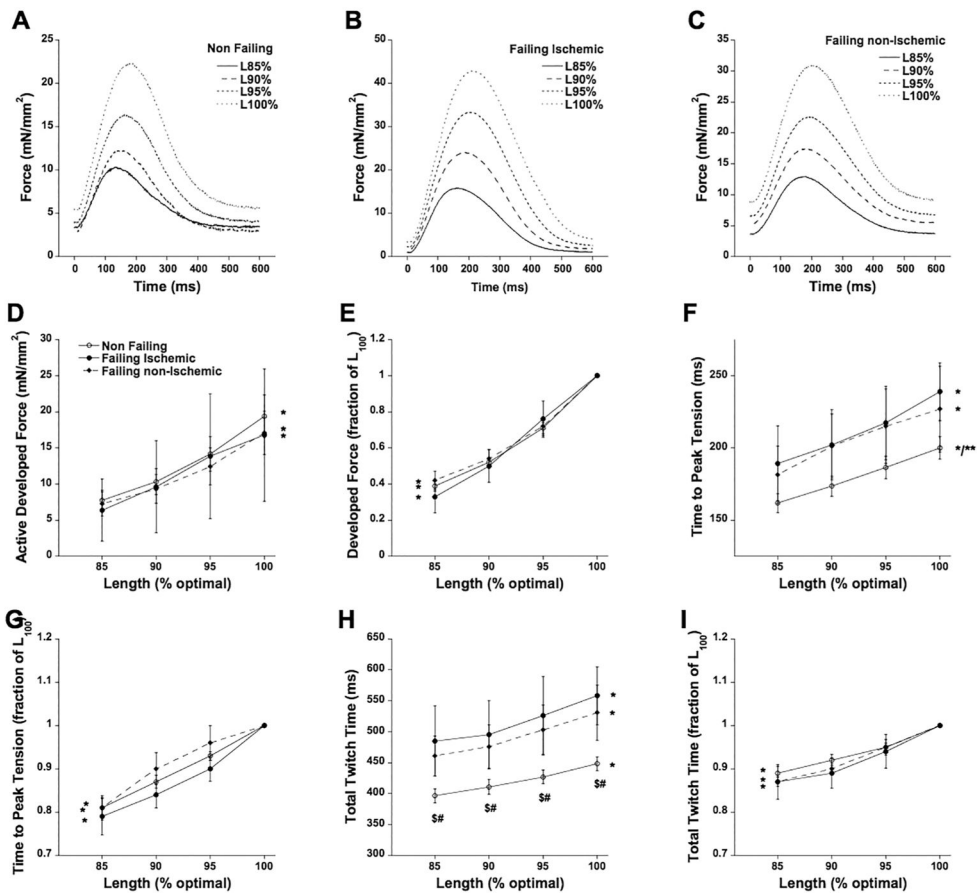 A
Non Failing
L85%
L90%
L95%
L100%
Force (mN/mm²)
25
20
15
10
5
0
0 100 200 300 400 500 600
Time (ms)
B
Failing Ischemic
L85%
L90%
L95%
L100%
Force (mN/mm²)
50
40
30
20
10
0
0 100 200 300 400 500 600
Time (ms)
C
Failing non-Ischemic
L85%
L90%
L95%
L100%
Force (mN/mm²)
35
30
25
20
15
10
5
0
0 100 200 300 400 500 600
Time (ms)
D
Non Failing
Failing Ischemic
Failing non-Ischemic
Active Developed Force (mN/mm²)
30
25
20
15
10
5
0
*
*
*
85 90 95 100
Length (% optimal)
E
Developed Force (fraction of L₁₀₀)
1.2
1
0.8
0.6
0.4
0.2
0
*
*
*
85 90 95 100
Length (% optimal)
F
Time to Peak Tension (ms)
250
200
150
*
*
*/**
85 90 95 100
Length (% optimal)
G
Time to Peak Tension (fraction of L₁₀₀)
1.2
1.1
1
0.9
0.8
0.7
*
*
*
85 90 95 100
Length (% optimal)
H
Total Twitch Time (ms)
650
600
550
500
450
400
350
300
*
*
*
$# $# $# $#
85 90 95 100
Length (% optimal)
I
Total Twitch Time (fraction of L₁₀₀)
1.2
1.1
1
0.9
0.8
0.7
*
*
*
85 90 95 100
Length (% optimal)